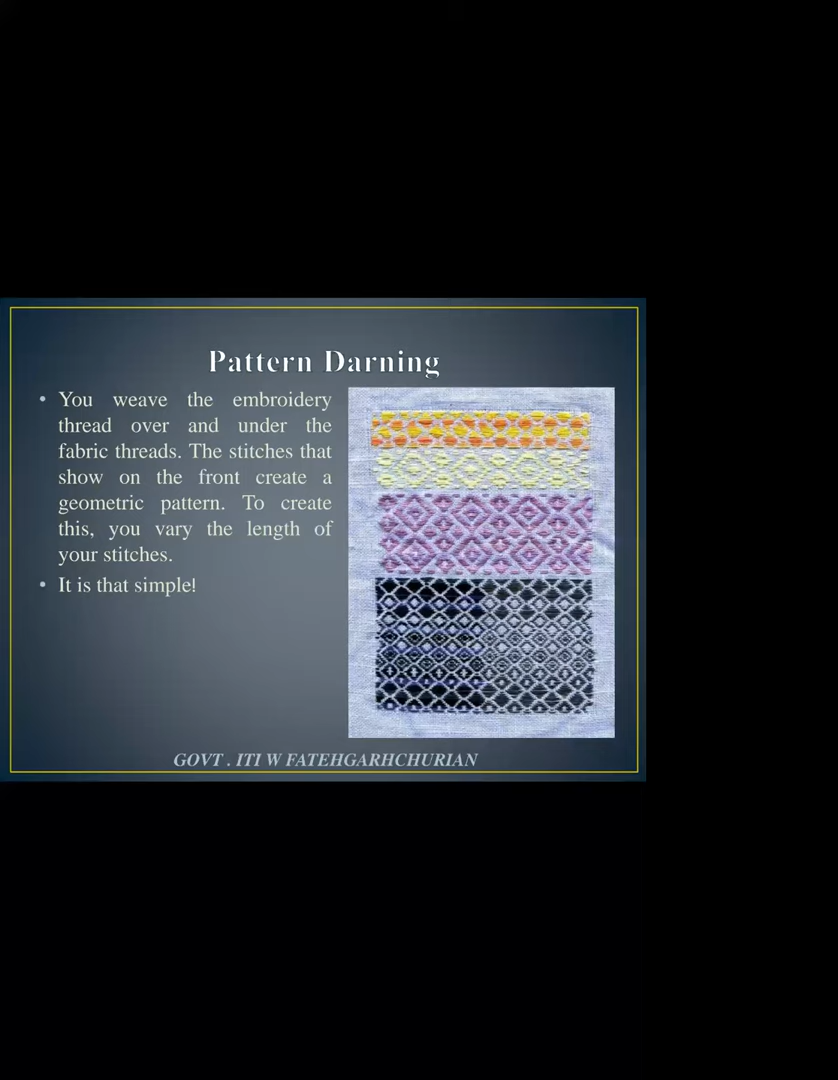 Pattern Darning
• You weave the embroidery
thread over and under the
fabric threads. The stitches that
show on the front create a
geometric pattern. To create
this, you vary the length of
your stitches.
• It is that simple!
GOVT . ITI W FATEHGARHCHURIAN